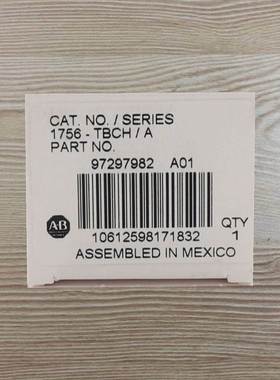 CAT. NO. / SERIES
1756 - TBCH / A
PART NO.
97297982 A01
AB
QTY
10612598171832 1
ASSEMBLED IN MEXICO